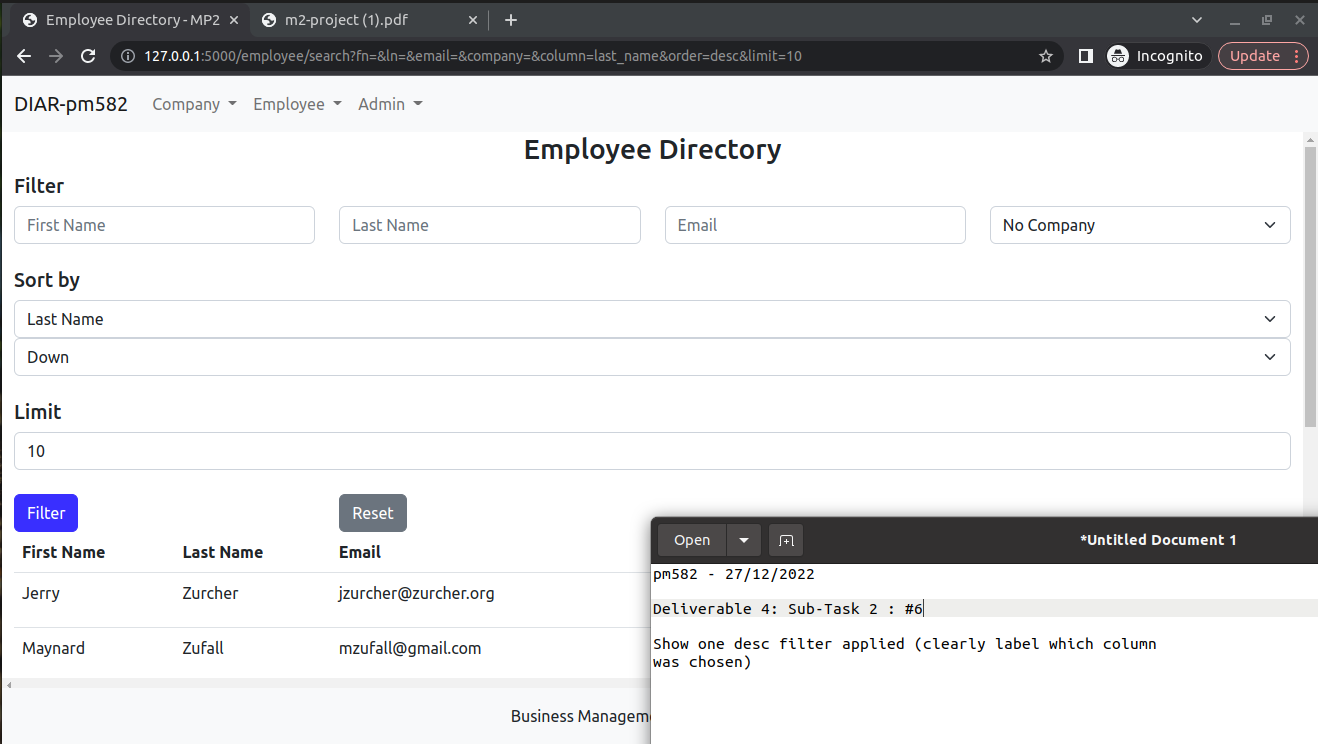 Employee Directory - MP2
m2-project (1).pdf
127.0.0.1:5000/employee/search?fn=&ln=&email=&company=&column=last_name&order=desc&limit=10
Incognito
Update
DIAR-pm582
Company
Employee
Admin
Employee Directory
Filter
First Name
Last Name
Email
No Company
Sort by
Last Name
Down
Limit
10
Filter
Reset
First Name Last Name Email
Jerry Zurcher jzurcher@zurcher.org
Maynard Zufall mzufall@gmail.com
Open
*Untitled Document 1
pm582 - 27/12/2022
Deliverable 4: Sub-Task 2 : #6
Show one desc filter applied (clearly label which column
was chosen)
Business Managem